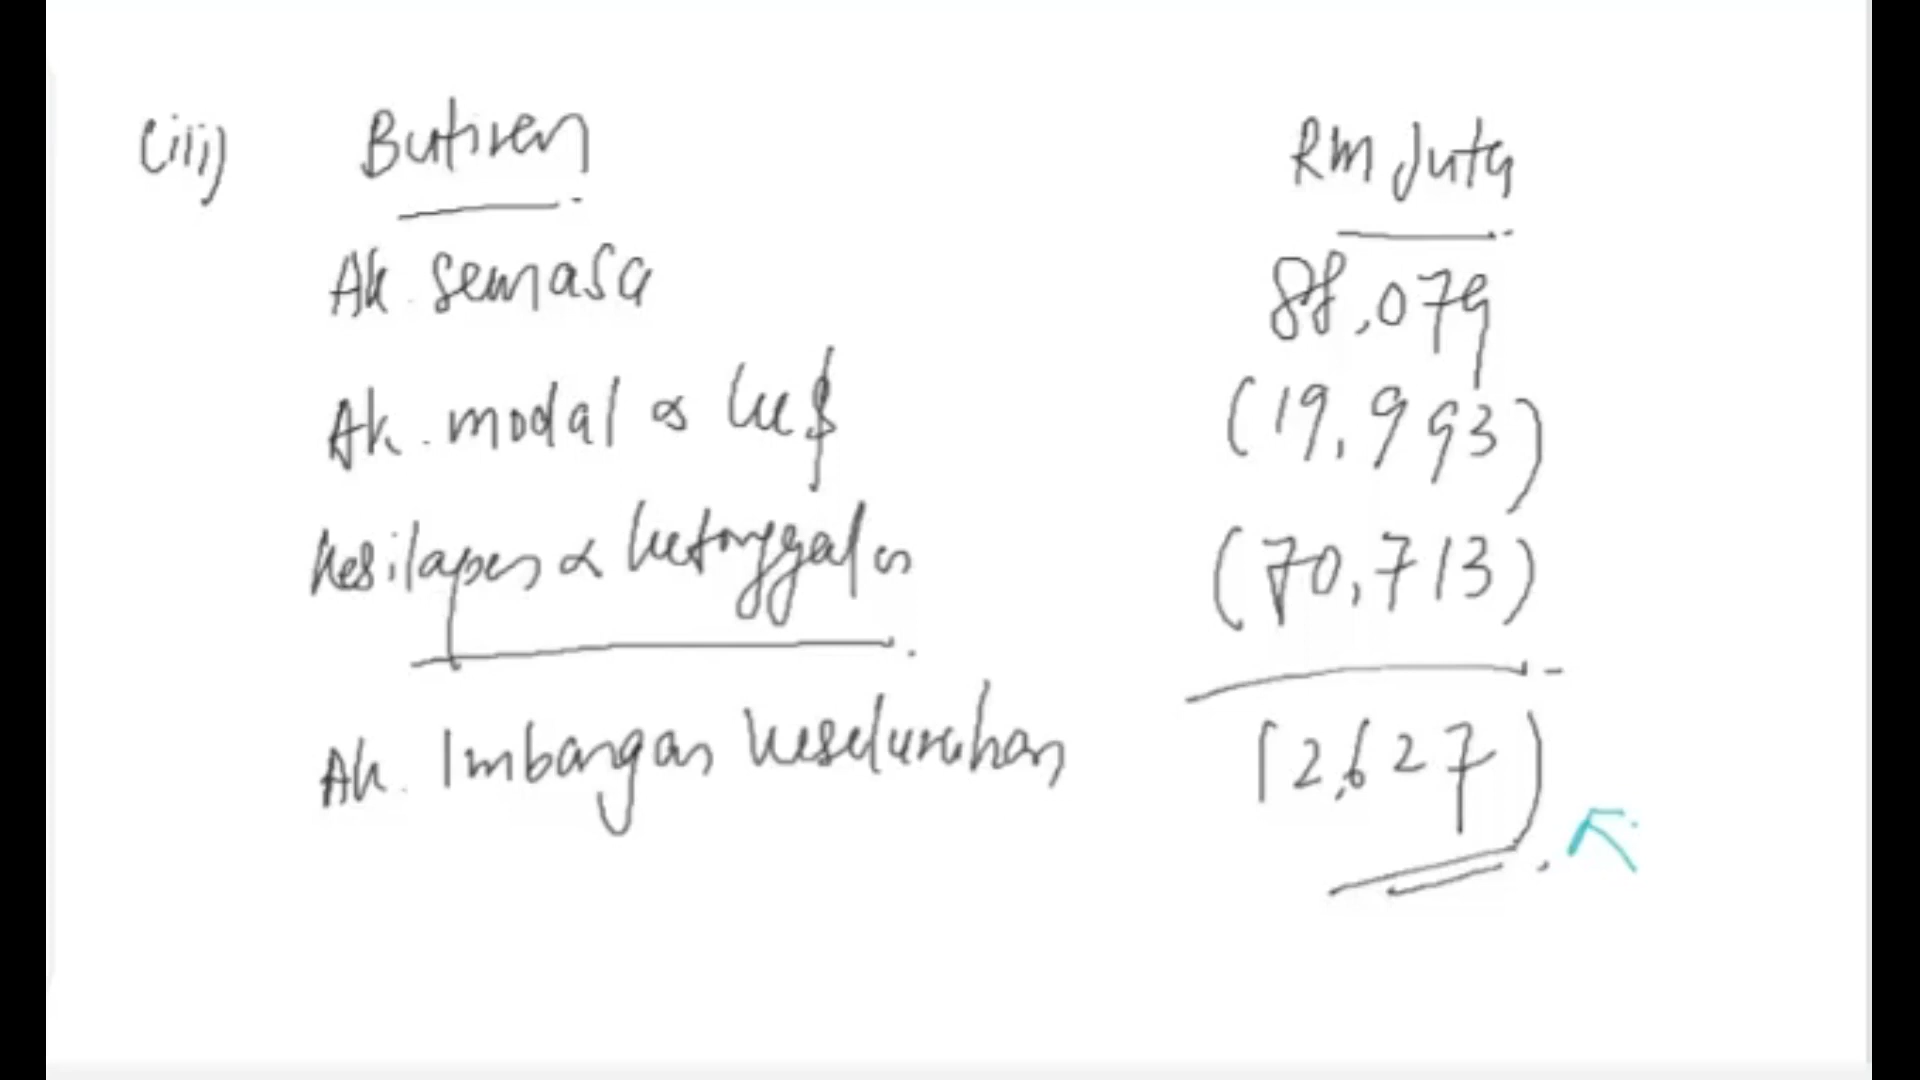 (iii) Butiran RM Juta
Ak. Semasa 88,079
Ak. modal & ke$ (19,993)
Kesilapan & ketinggalan (70,713)
Ak. Imbangan keseluruhan (2,627)